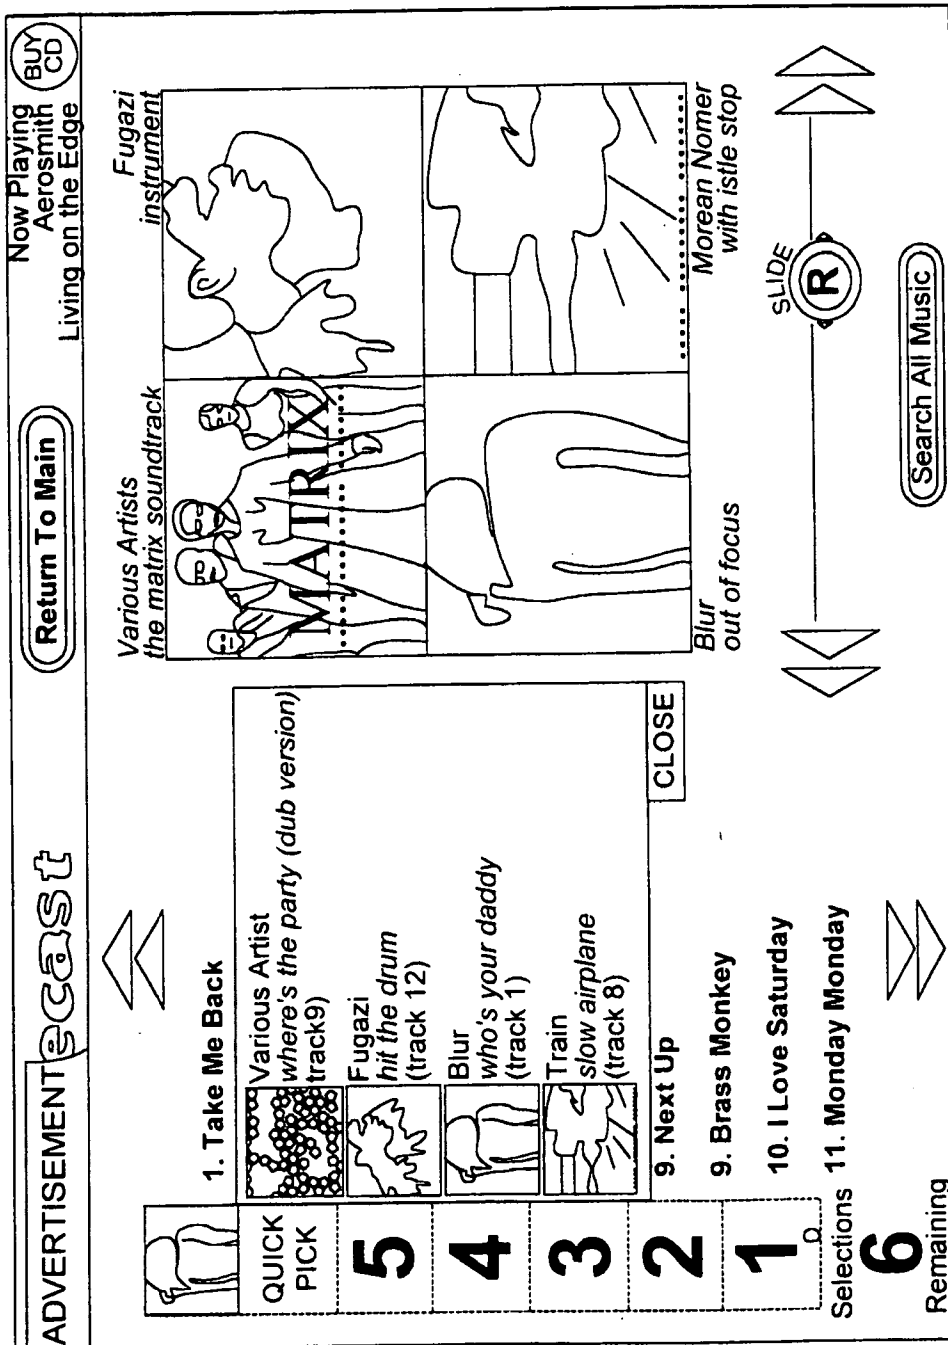 ADVERTISEMENT
ecast
Return To Main
Now Playing
Aerosmith
Living on the Edge
BUY
CD
1. Take Me Back
QUICK
PICK
5
4
3
2
1
Selections
6
Remaining
Various Artist
where's the party (dub version)
track9)
Fugazi
hit the drum
(track 12)
Blur
who's your daddy
(track 1)
Train
slow airplane
(track 8)
CLOSE
9. Next Up
9. Brass Monkey
10. I Love Saturday
11. Monday Monday
Various Artists
the matrix soundtrack
MATRIX
Fugazi
instrument
Blur
out of focus
Morean Nomer
with istle stop
SLIDE
R
Search All Music